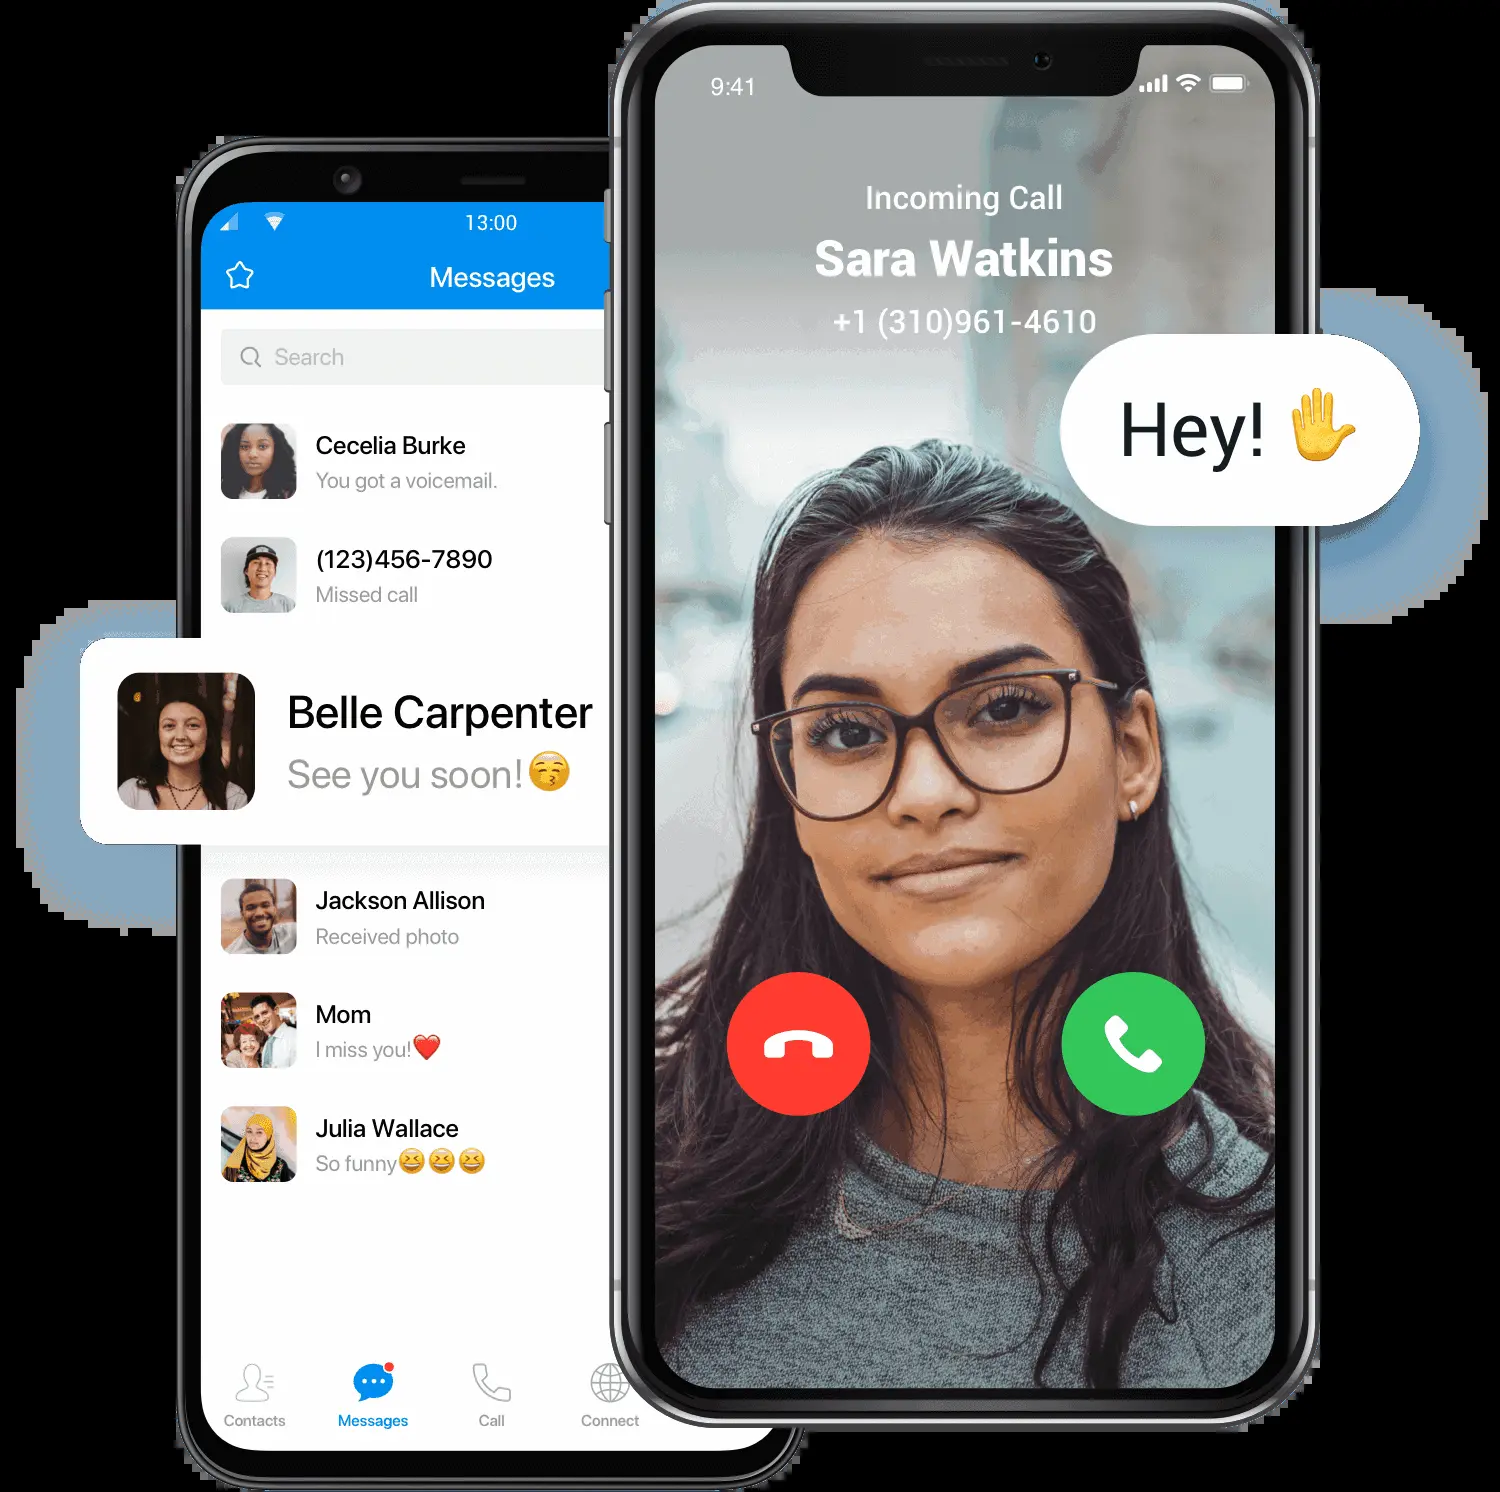 13:00
Messages
Search
Cecelia Burke
You got a voicemail.
(123)456-7890
Missed call
Belle Carpenter
See you soon!😚
Jackson Allison
Received photo
Mom
I miss you!❤️
Julia Wallace
So funny😆😆😆
Contacts
Messages
Call
Connect
9:41
Incoming Call
Sara Watkins
+1 (310)961-4610
Hey! 🤚